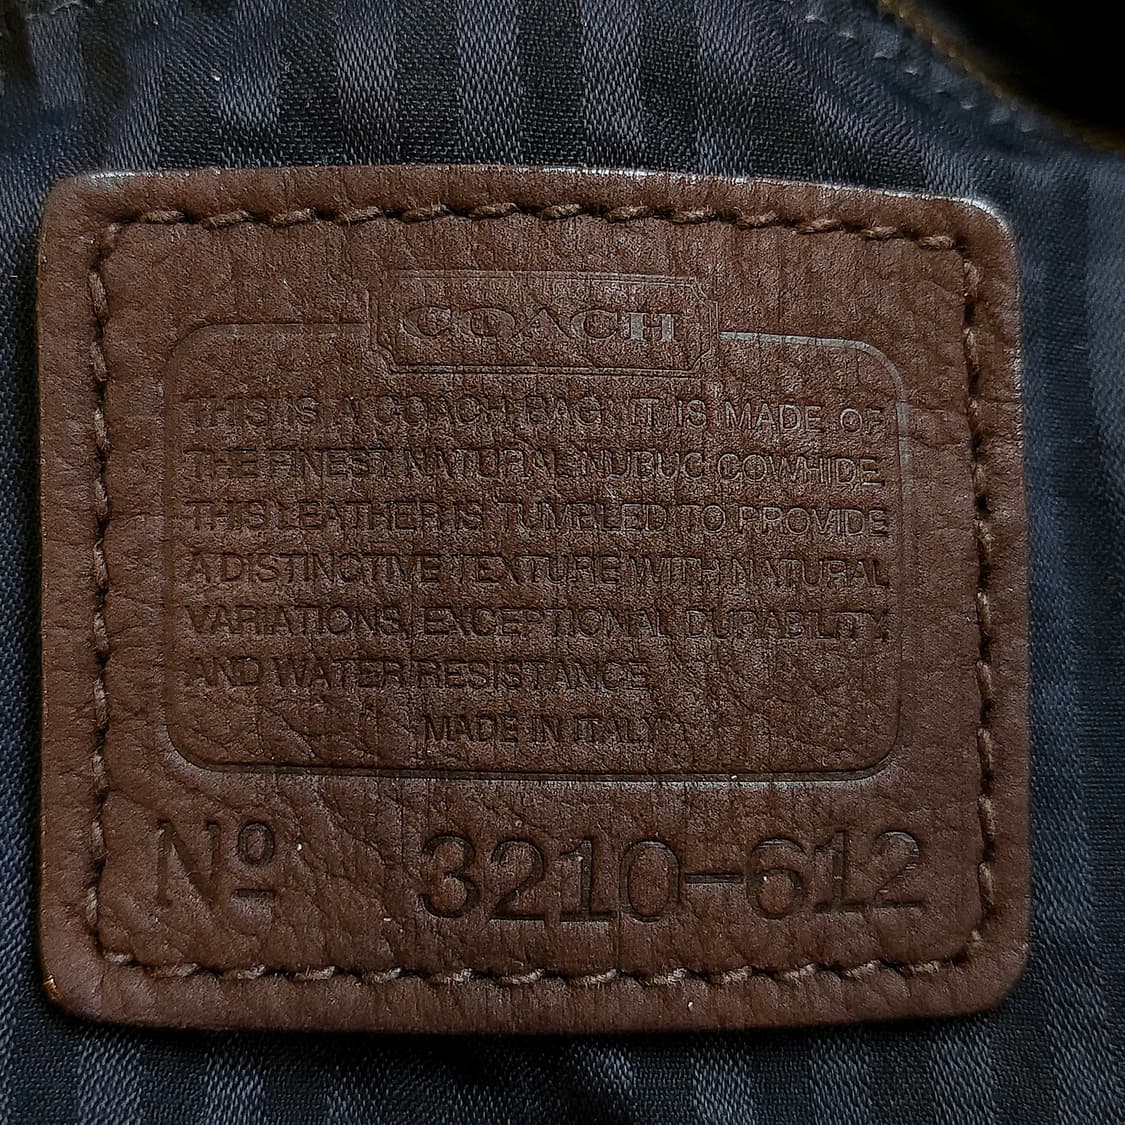 COACH
THIS IS A COACH BAG. IT IS MADE OF
THE FINEST NATURAL NUBUC COWHIDE.
THIS LEATHER IS TUMBLED TO PROVIDE
A DISTINCTIVE TEXTURE WITH NATURAL
VARIATIONS, EXCEPTIONAL DURABILITY,
AND WATER RESISTANCE.
MADE IN ITALY
Nº 3210-612